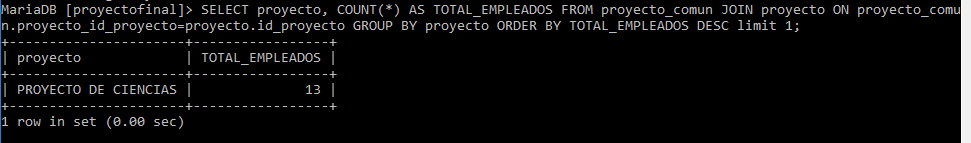 MariaDB [proyectofinal]> SELECT proyecto, COUNT(*) AS TOTAL_EMPLEADOS FROM proyecto_comun JOIN proyecto ON proyecto_comu
n.proyecto_id_proyecto=proyecto.id_proyecto GROUP BY proyecto ORDER BY TOTAL_EMPLEADOS DESC limit 1;
+----------------------+-----------------+
| proyecto             | TOTAL_EMPLEADOS |
+----------------------+-----------------+
| PROYECTO DE CIENCIAS |              13 |
+----------------------+-----------------+
1 row in set (0.00 sec)